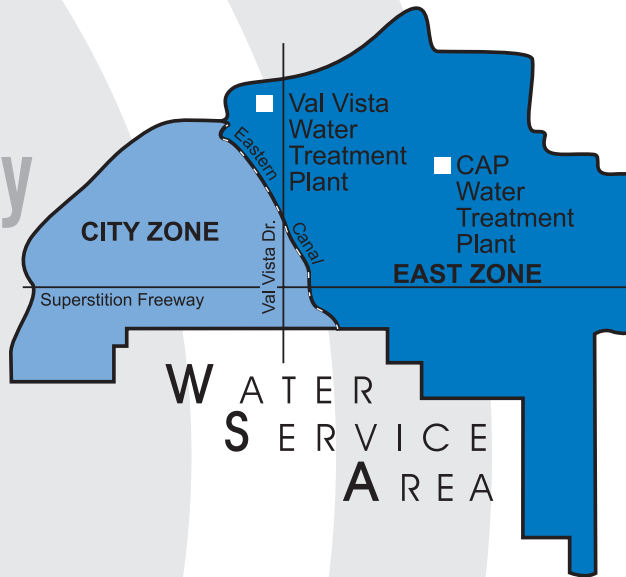 Val Vista
Water
Treatment
Plant
CAP
Water
Treatment
Plant
y
CITY ZONE
Eastern
Canal
Val Vista Dr.
EAST ZONE
Superstition Freeway
WATER
SERVICE
AREA